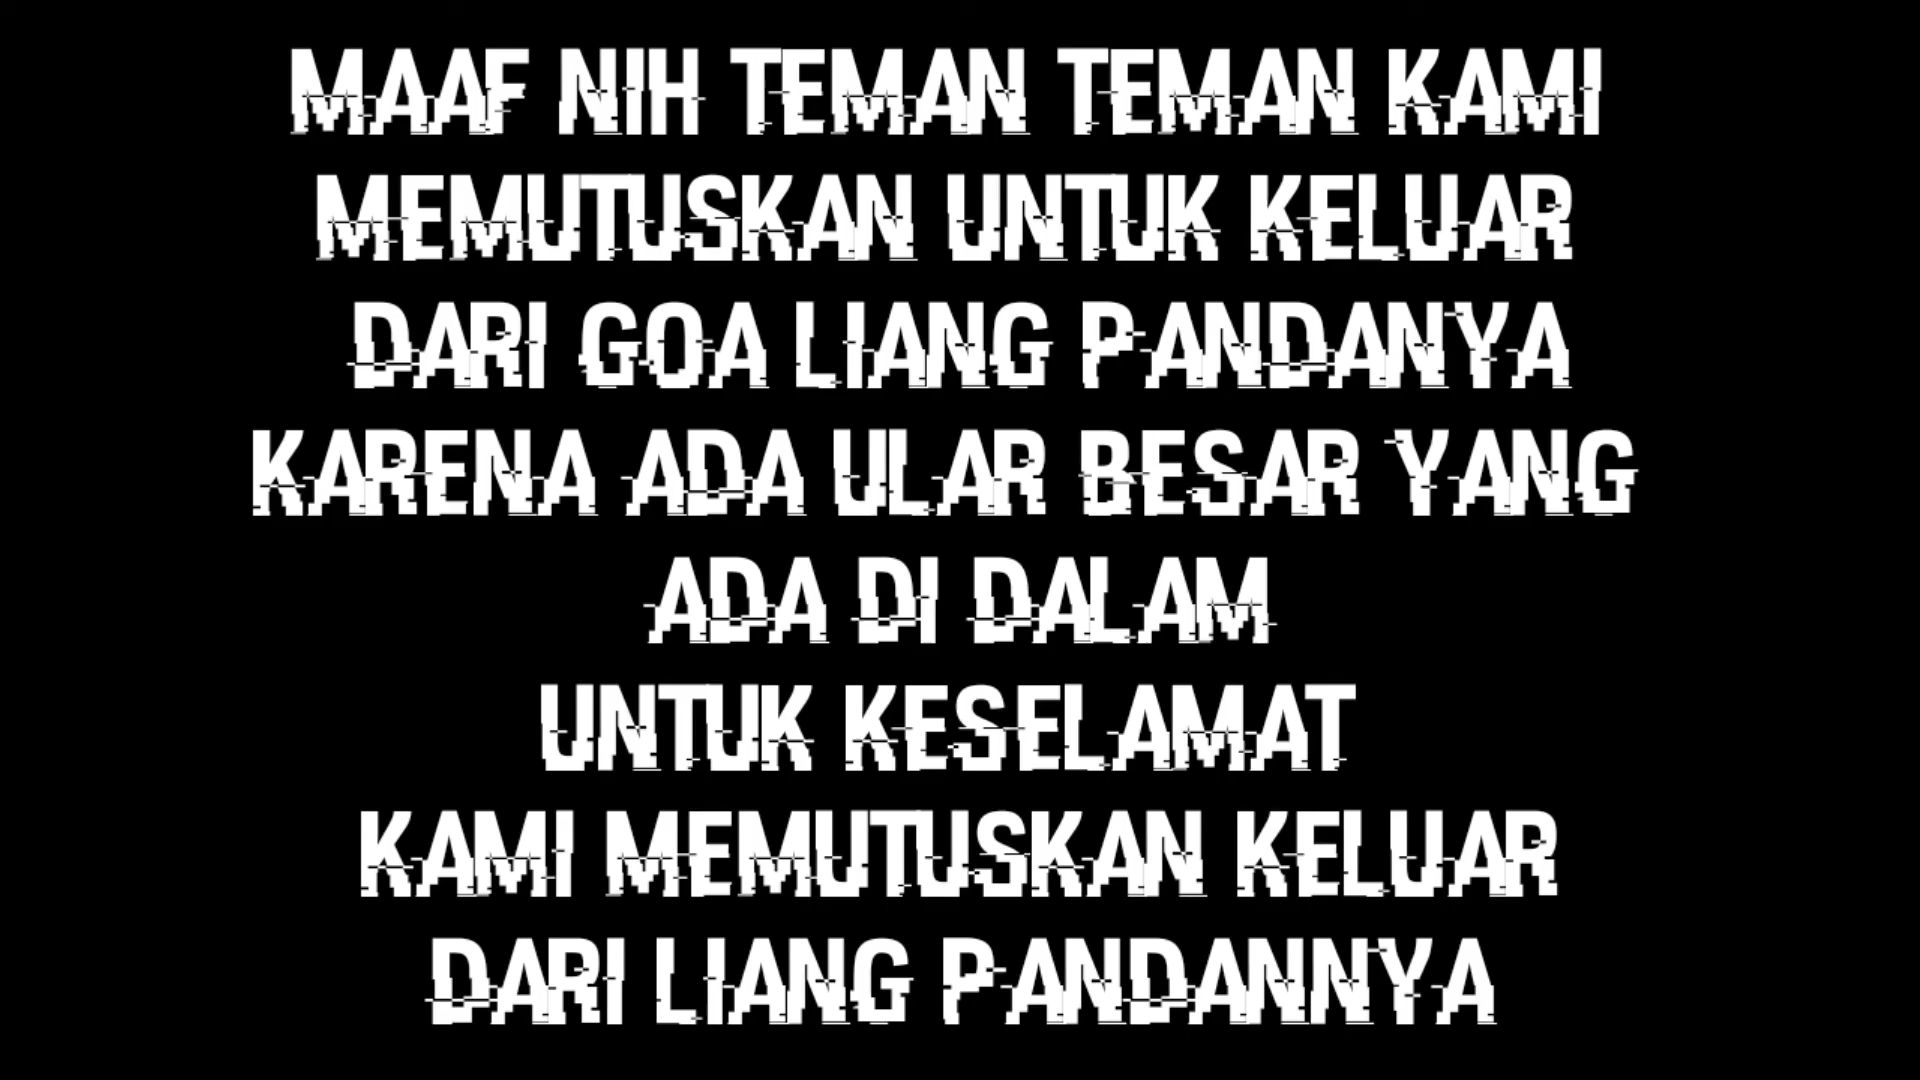 MAAF NIH TEMAN TEMAN KAMI
MEMUTUSKAN UNTUK KELUAR
DARI GOA LIANG PANDANYA
KARENA ADA ULAR BESAR YANG
ADA DI DALAM
UNTUK KESELAMAT
KAMI MEMUTUSKAN KELUAR
DARI LIANG PANDANNYA